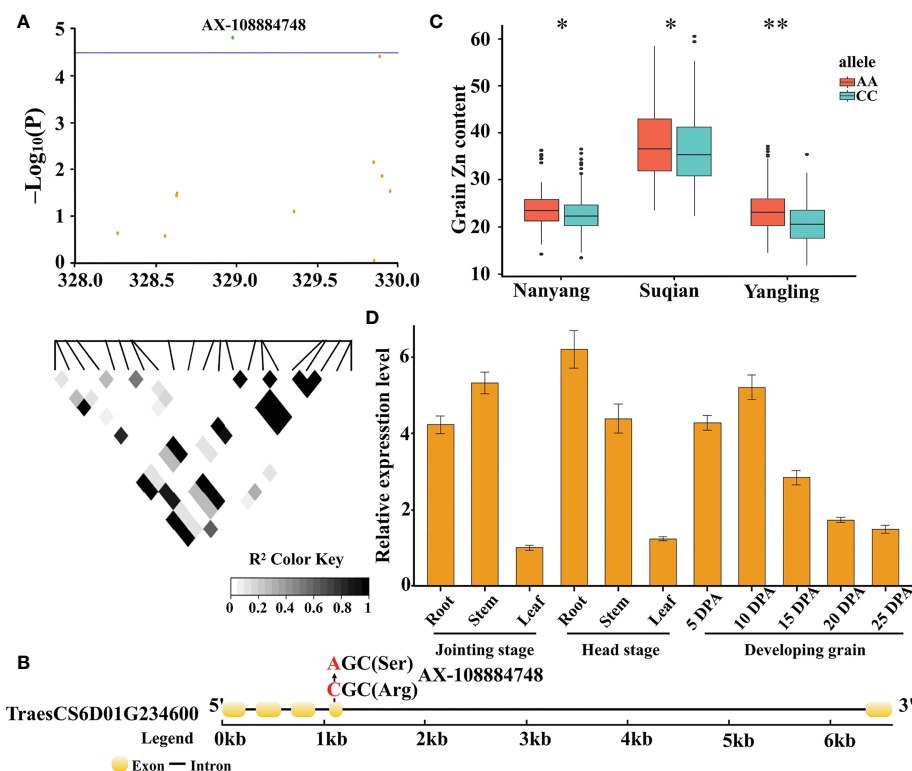 A
AX-108884748
5
4
3
2
1
0
−Log₁₀(P)
328.0 328.5 329.0 329.5 330.0
R² Color Key
0 0.2 0.4 0.6 0.8 1
C
* * **
60
50
40
30
20
10
Grain Zn content
allele
AA
CC
Nanyang Suqian Yangling
D
6
4
2
0
Relative expresstion level
Root Stem Leaf Root Stem Leaf 5 DPA 10 DPA 15 DPA 20 DPA 25 DPA
Jointing stage Head stage Developing grain
B
AGC(Ser)
AX-108884748
CGC(Arg)
5' 3'
TraesCS6D01G234600
Legend 0kb 1kb 2kb 3kb 4kb 5kb 6kb
Exon Intron